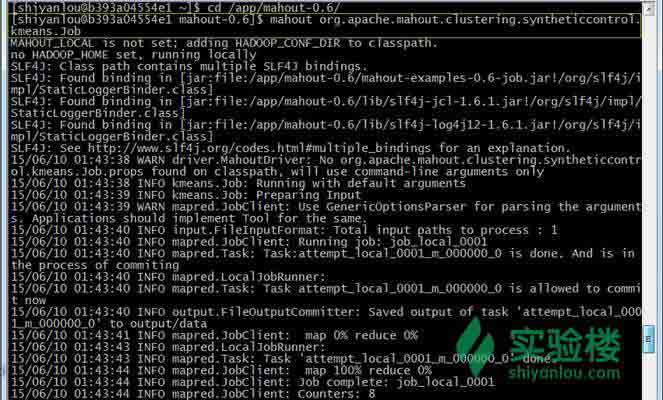 [shiyanlou@b393a04554e1 ~]$ cd /app/mahout-0.6/
[shiyanlou@b393a04554e1 mahout-0.6]$ mahout org.apache.mahout.clustering.syntheticcontrol.
kmeans.Job
MAHOUT_LOCAL is not set; adding HADOOP_CONF_DIR to classpath.
no HADOOP_HOME set, running locally
SLF4J: Class path contains multiple SLF4J bindings.
SLF4J: Found binding in [jar:file:/app/mahout-0.6/mahout-examples-0.6-job.jar!/org/slf4j/i
mpl/StaticLoggerBinder.class]
SLF4J: Found binding in [jar:file:/app/mahout-0.6/lib/slf4j-jcl-1.6.1.jar!/org/slf4j/impl/
StaticLoggerBinder.class]
SLF4J: Found binding in [jar:file:/app/mahout-0.6/lib/slf4j-log4j12-1.6.1.jar!/org/slf4j/i
mpl/StaticLoggerBinder.class]
SLF4J: See http://www.slf4j.org/codes.html#multiple_bindings for an explanation.
15/06/10 01:43:38 WARN driver.MahoutDriver: No org.apache.mahout.clustering.syntheticcontr
ol.kmeans.Job.props found on classpath, will use command-line arguments only
15/06/10 01:43:38 INFO kmeans.Job: Running with default arguments
15/06/10 01:43:39 INFO kmeans.Job: Preparing Input
15/06/10 01:43:39 WARN mapred.JobClient: Use GenericOptionsParser for parsing the argument
s. Applications should implement Tool for the same.
15/06/10 01:43:40 INFO input.FileInputFormat: Total input paths to process : 1
15/06/10 01:43:40 INFO mapred.JobClient: Running job: job_local_0001
15/06/10 01:43:40 INFO mapred.Task: Task:attempt_local_0001_m_000000_0 is done. And is in
the process of commiting
15/06/10 01:43:40 INFO mapred.LocalJobRunner:
15/06/10 01:43:40 INFO mapred.Task: Task attempt_local_0001_m_000000_0 is allowed to commi
t now
15/06/10 01:43:40 INFO output.FileOutputCommitter: Saved output of task 'attempt_local_000
1_m_000000_0' to output/data
15/06/10 01:43:41 INFO mapred.JobClient:  map 0% reduce 0%
15/06/10 01:43:43 INFO mapred.LocalJobRunner:
15/06/10 01:43:43 INFO mapred.Task: Task 'attempt_local_0001_m_000000_0' done.
15/06/10 01:43:44 INFO mapred.JobClient:  map 100% reduce 0%
15/06/10 01:43:44 INFO mapred.JobClient: Job complete: job_local_0001
15/06/10 01:43:44 INFO mapred.JobClient: Counters: 8
实验楼
shiyanlou.com